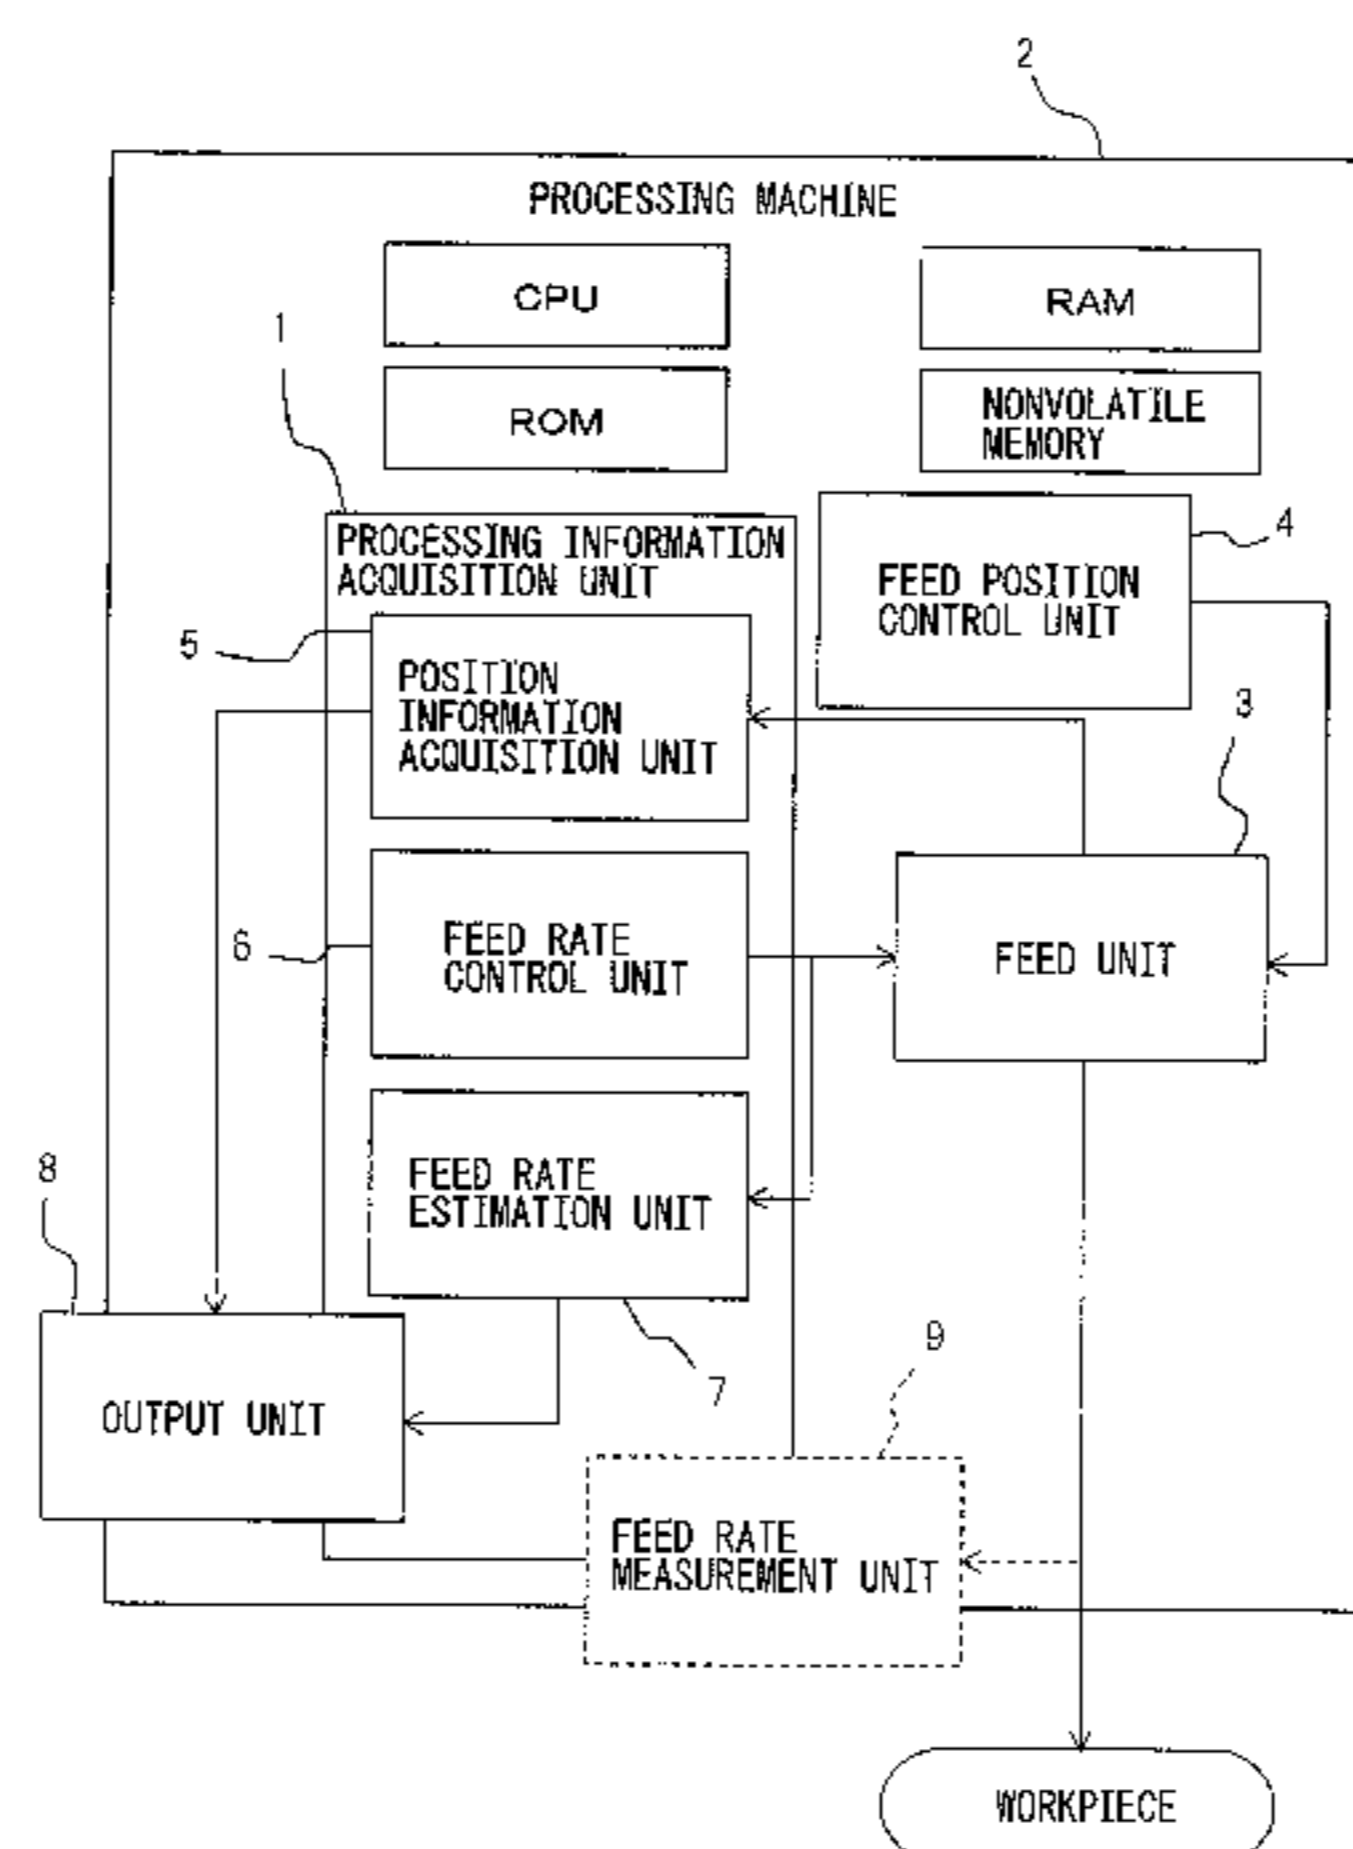 2
PROCESSING MACHINE
CPU
RAM
1
ROM
NONVOLATILE
MEMORY
PROCESSING INFORMATION
ACQUISITION UNIT
4
FEED POSITION
CONTROL UNIT
5
POSITION
INFORMATION
ACQUISITION UNIT
3
6
FEED RATE
CONTROL UNIT
FEED UNIT
8
FEED RATE
ESTIMATION UNIT
7
9
OUTPUT UNIT
FEED RATE
MEASUREMENT UNIT
WORKPIECE